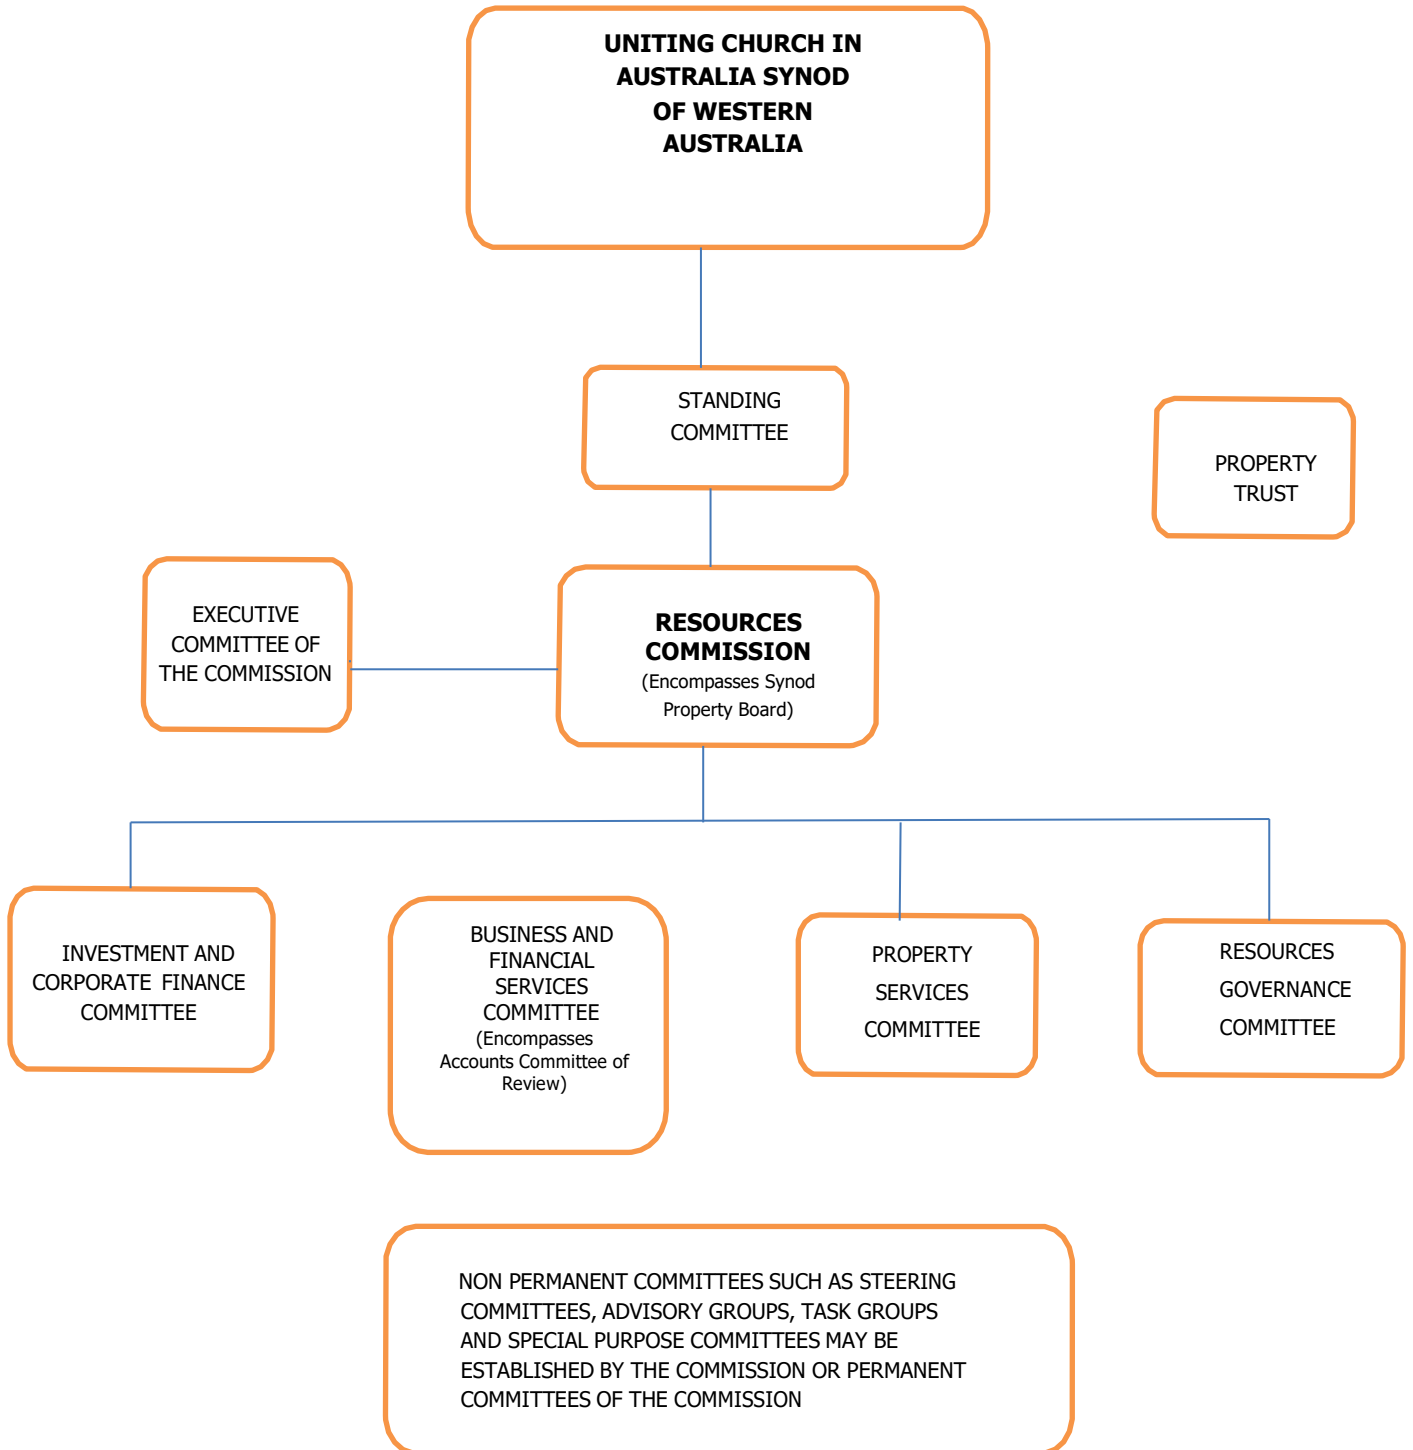 UNITING CHURCH IN
AUSTRALIA SYNOD
OF WESTERN
AUSTRALIA
STANDING
COMMITTEE
PROPERTY
TRUST
EXECUTIVE
COMMITTEE OF
THE COMMISSION
RESOURCES
COMMISSION
(Encompasses Synod
Property Board)
INVESTMENT AND
CORPORATE FINANCE
COMMITTEE
BUSINESS AND
FINANCIAL
SERVICES
COMMITTEE
(Encompasses
Accounts Committee of
Review)
PROPERTY
SERVICES
COMMITTEE
RESOURCES
GOVERNANCE
COMMITTEE
NON PERMANENT COMMITTEES SUCH AS STEERING
COMMITTEES, ADVISORY GROUPS, TASK GROUPS
AND SPECIAL PURPOSE COMMITTEES MAY BE
ESTABLISHED BY THE COMMISSION OR PERMANENT
COMMITTEES OF THE COMMISSION